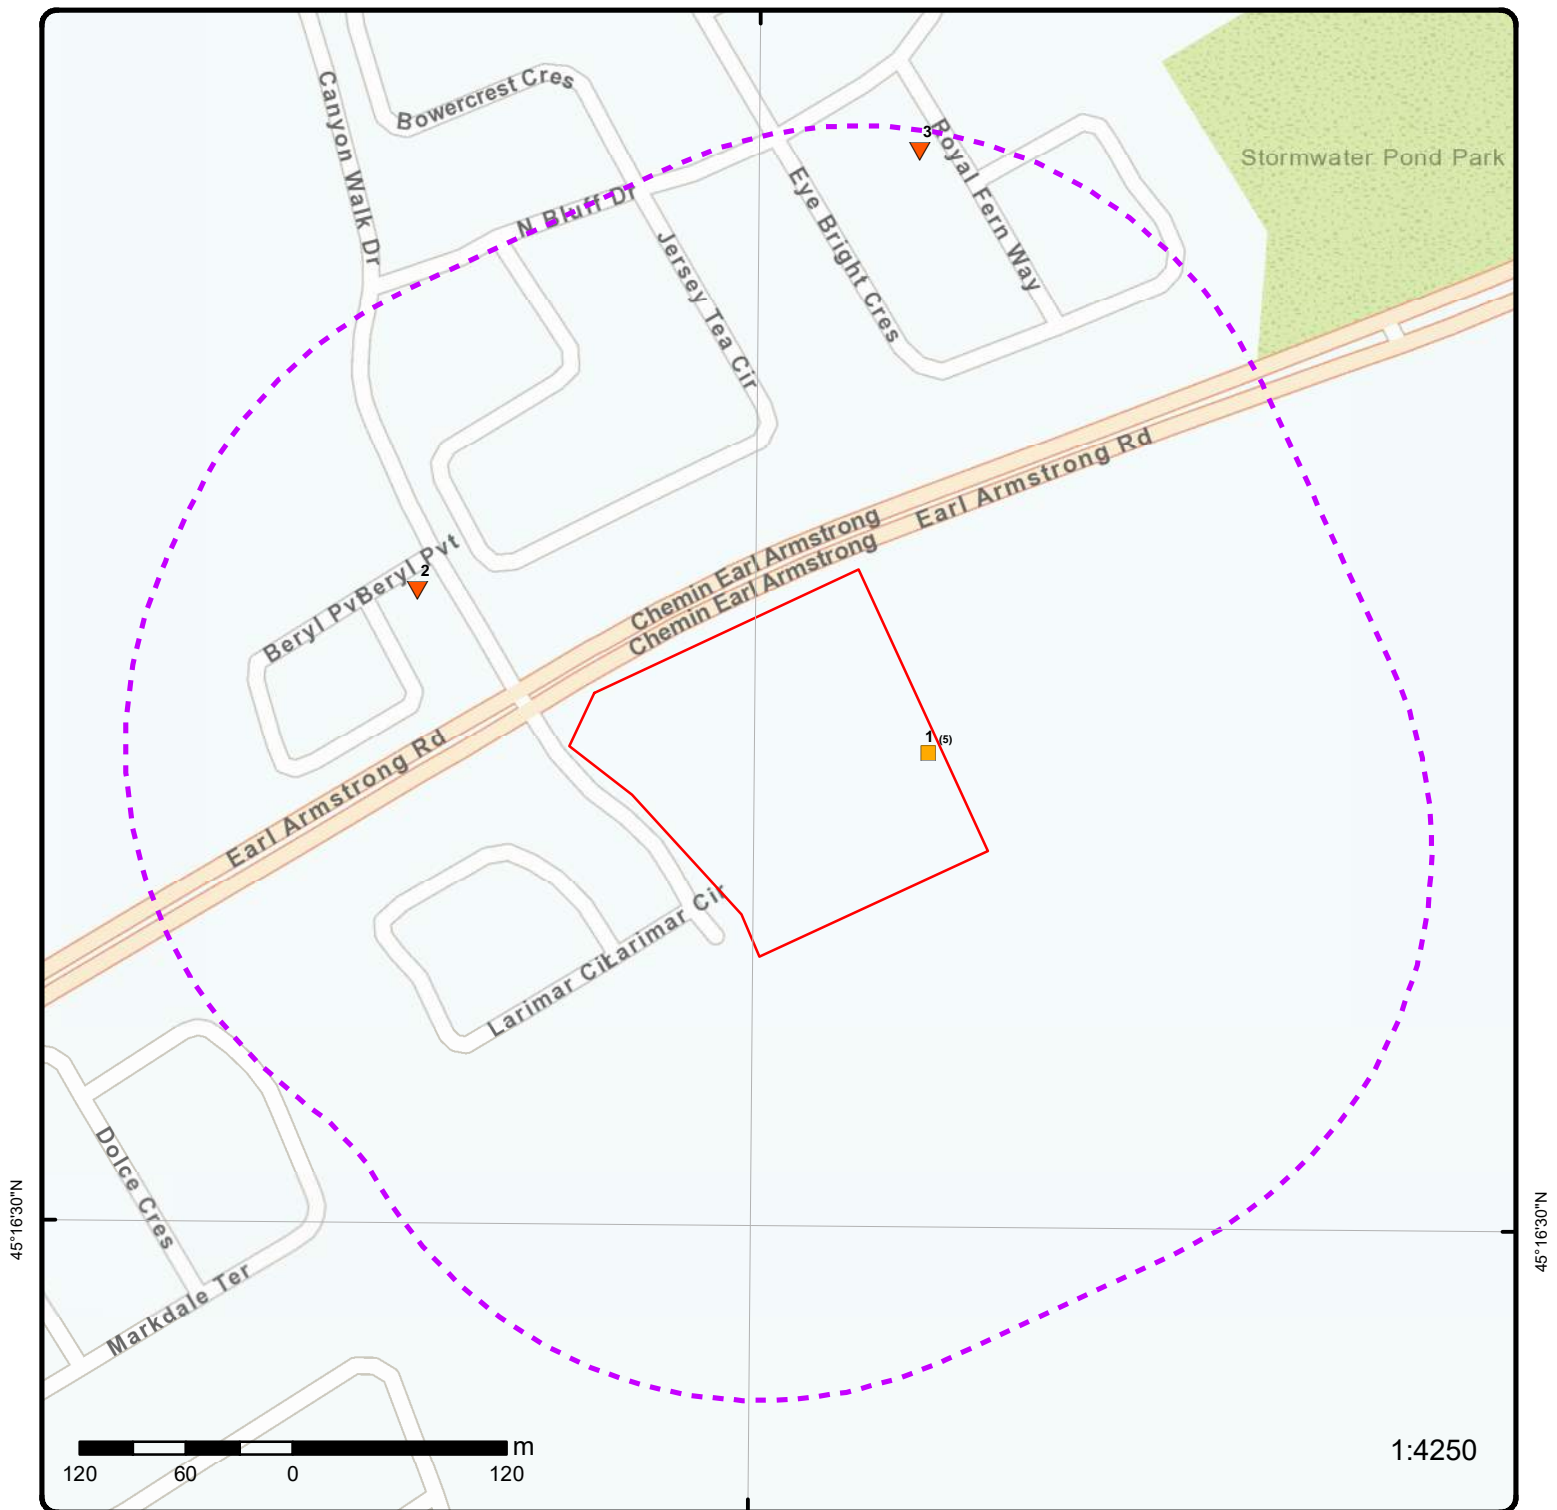 Canyon Walk Dr
Bowercrest Cres
3
Royal Fern Way
Stormwater Pond Park
N Bluff Dr
Eye Bright Cres
Jersey Tea Cir
Earl Armstrong Rd
Chemin Earl Armstrong
Chemin Earl Armstrong
Beryl Pvt
2
Beryl Pv
1 (5)
Earl Armstrong Rd
Larimar Cir
Larimar Cir
Dolce Cres
Markdale Ter
45°16'30"N
45°16'30"N
m
120 60 0 120
1:4250